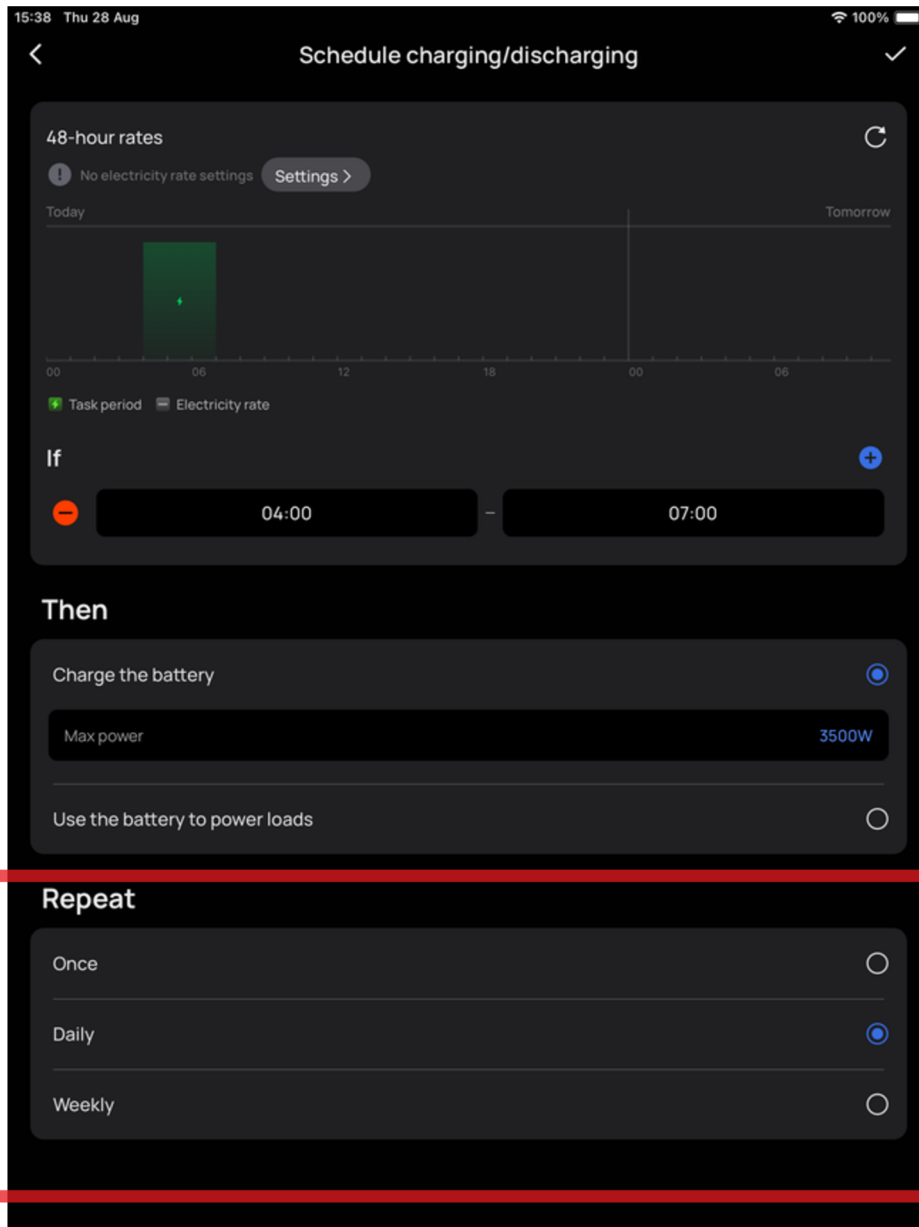 15:38 Thu 28 Aug
100%
Schedule charging/discharging
48-hour rates
No electricity rate settings Settings >
Today Tomorrow
00 06 12 18 00 06
Task period Electricity rate
If
04:00 – 07:00
Then
Charge the battery
Max power 3500W
Use the battery to power loads
Repeat
Once
Daily
Weekly